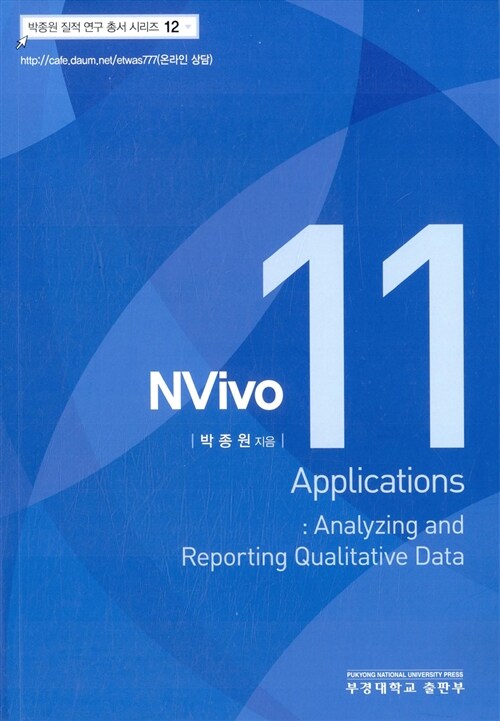 박종원 질적 연구 총서 시리즈 12
http://cafe.daum.net/etwas777(온라인 상담)
11
NVivo
| 박종원 지음 |
Applications
: Analyzing and
Reporting Qualitative Data
PUKYONG NATIONAL UNIVERSITY PRESS
부경대학교 출판부